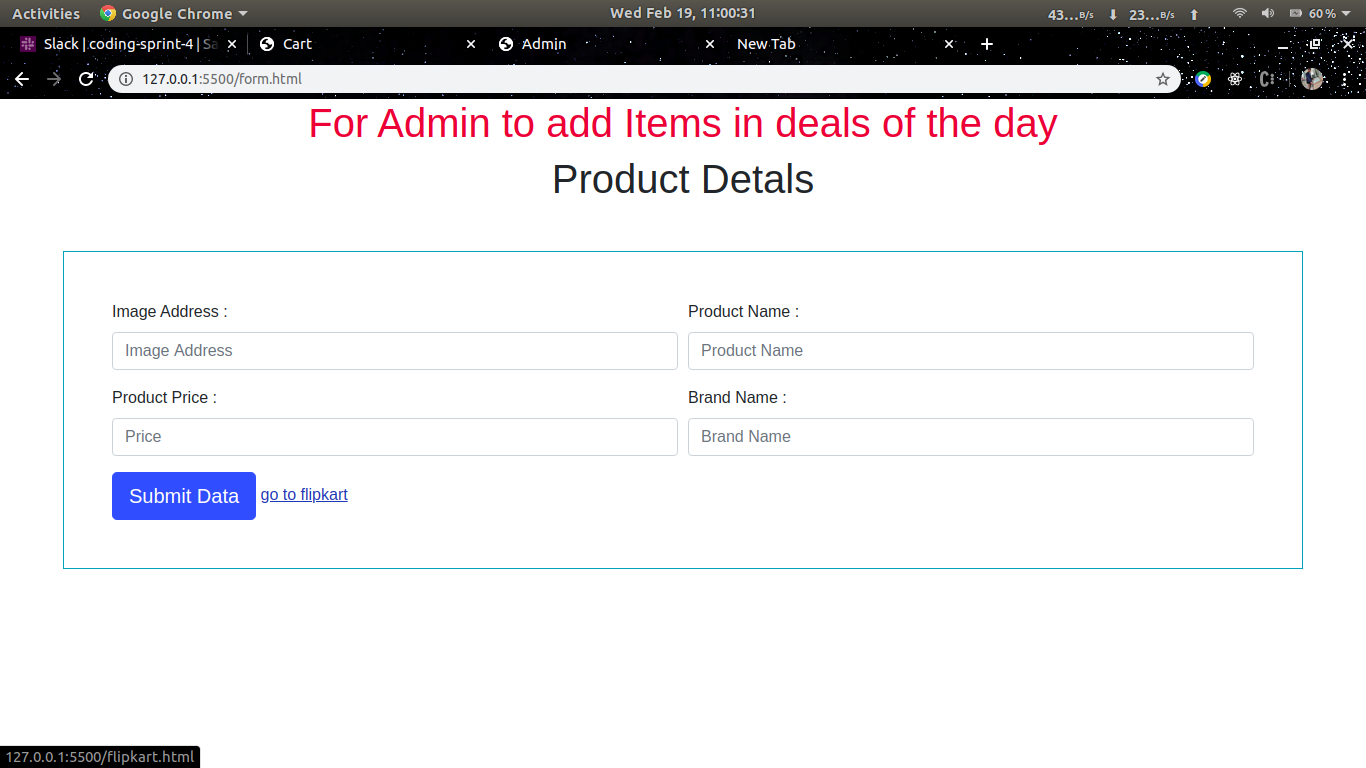 Activities Google Chrome Wed Feb 19, 11:00:31 43...B/s 23...B/s 60 %
Slack | coding-sprint-4 | Sa Cart Admin New Tab
127.0.0.1:5500/form.html
For Admin to add Items in deals of the day
Product Detals
Image Address : Product Name :
Image Address Product Name
Product Price : Brand Name :
Price Brand Name
Submit Data go to flipkart
127.0.0.1:5500/flipkart.html